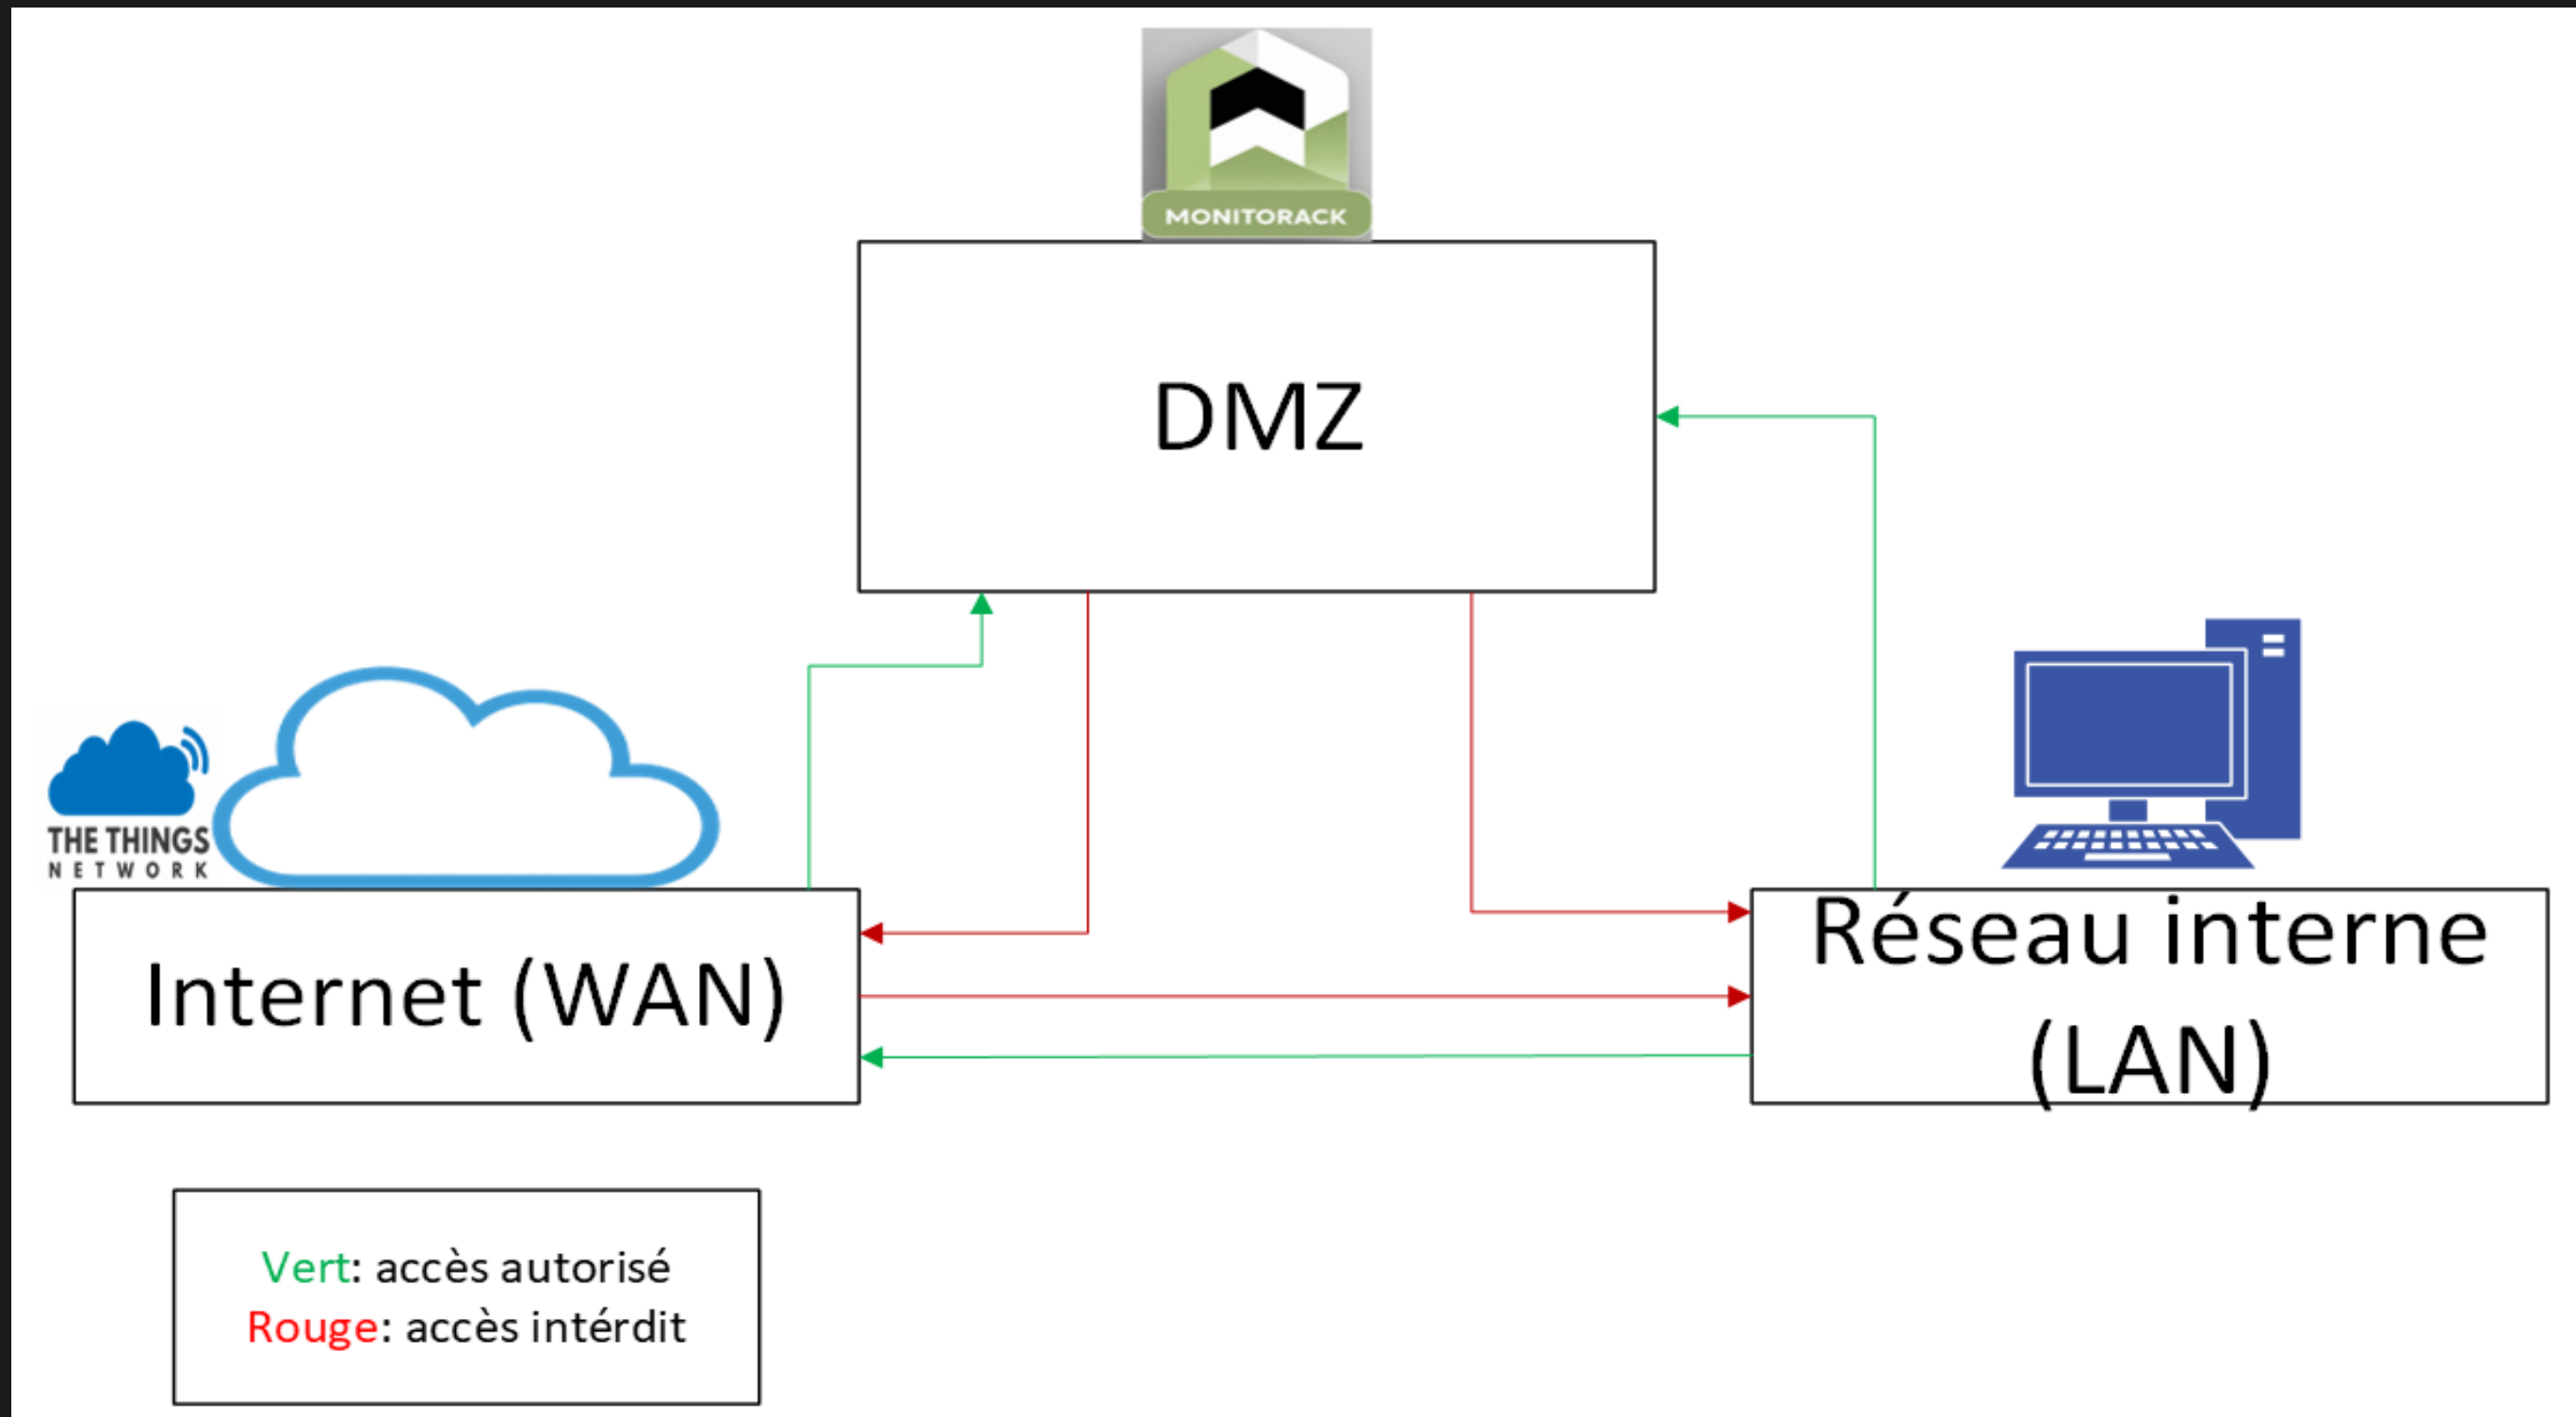 MONITORACK
DMZ
THE THINGS
NETWORK
Internet (WAN)
Réseau interne
(LAN)
Vert: accès autorisé
Rouge: accès intérdit